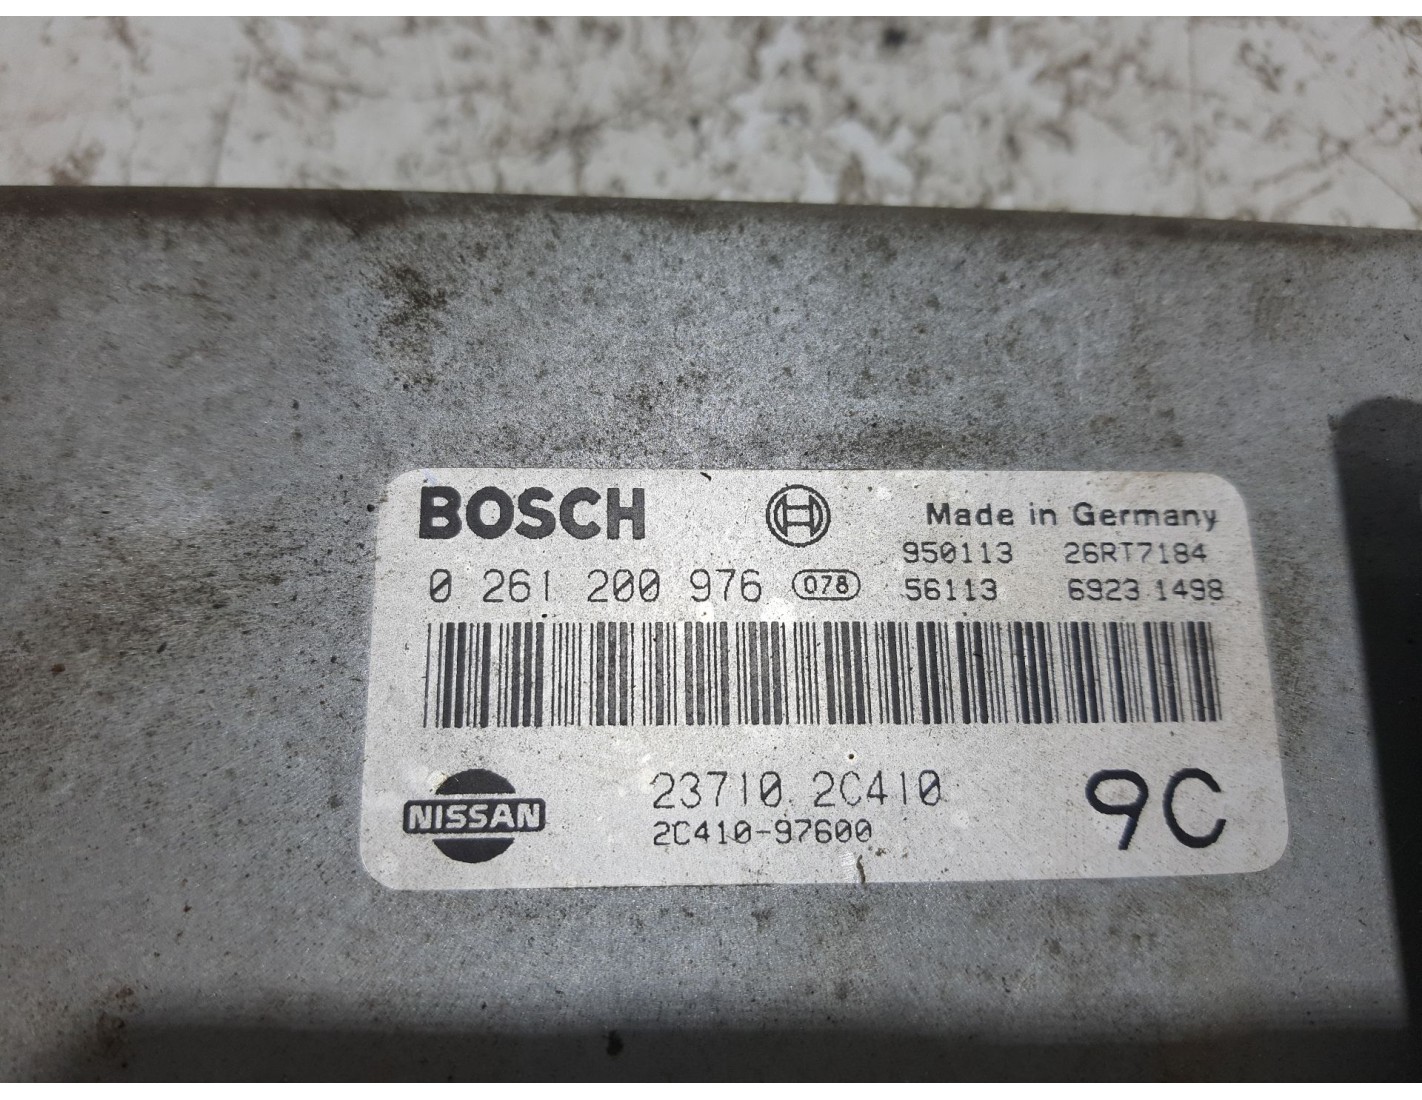 BOSCH
Made in Germany
950113 26RT7184
0 261 200 976 078 56113 6923 1498
NISSAN
23710 2C410
2C410-97600
9C